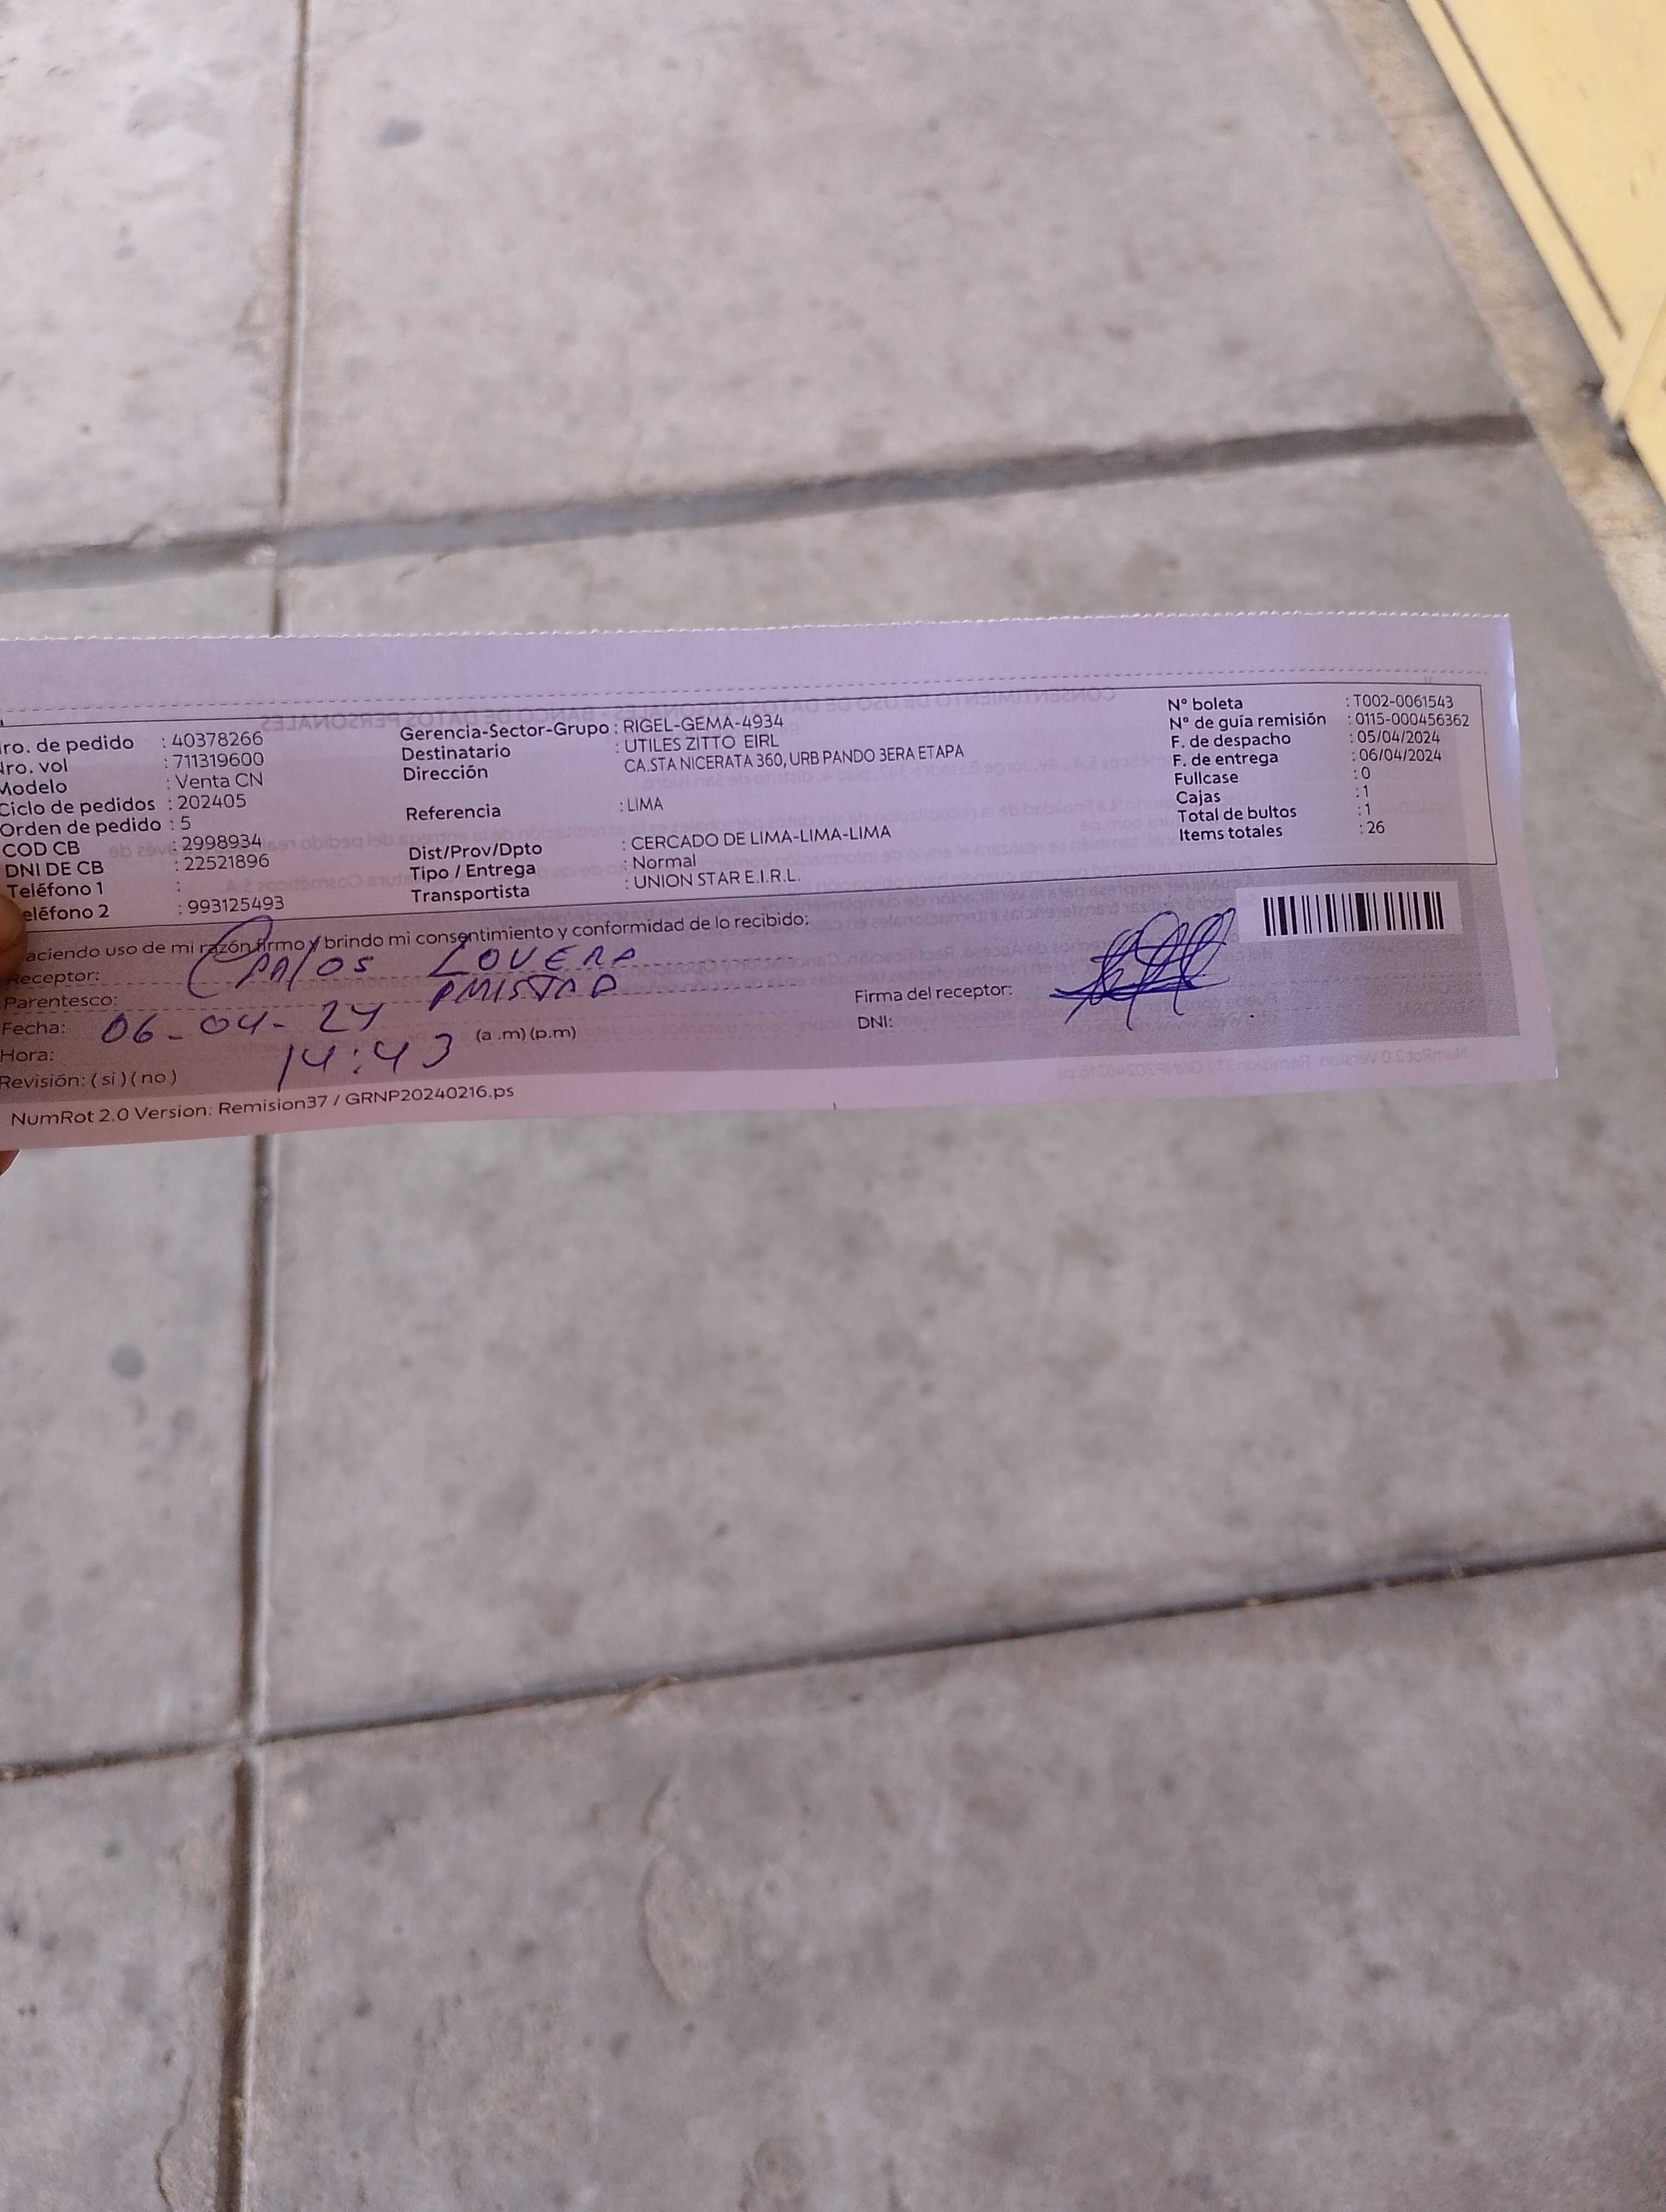 ro. de pedido : 40378266
ro. vol : 711319600
Modelo : Venta CN
Ciclo de pedidos : 202405
Orden de pedido : 5
COD CB : 2998934
DNI DE CB : 22521896
Teléfono 1 :
eléfono 2 : 993125493
Gerencia-Sector-Grupo : RIGEL-GEMA-4934
Destinatario : UTILES ZITTO EIRL
Dirección CA.STA NICERATA 360, URB PANDO 3ERA ETAPA
Referencia : LIMA
Dist/Prov/Dpto : CERCADO DE LIMA-LIMA-LIMA
Tipo / Entrega : Normal
Transportista : UNION STAR E.I.R.L.
N° boleta : T002-0061543
N° de guía remisión : 0115-000456362
F. de despacho : 05/04/2024
F. de entrega : 06/04/2024
Fullcase : 0
Cajas : 1
Total de bultos : 1
Items totales : 26
aciendo uso de mi razón firmo y brindo mi consentimiento y conformidad de lo recibido:
Receptor: CARLOS LOVERA
Parentesco: AMISTAD
Fecha: 06-04-24
Hora: 14:43 (a .m) (p.m)
Revisión: ( si ) ( no )
Firma del receptor:
DNI:
NumRot 2.0 Version: Remision37 / GRNP20240216.ps